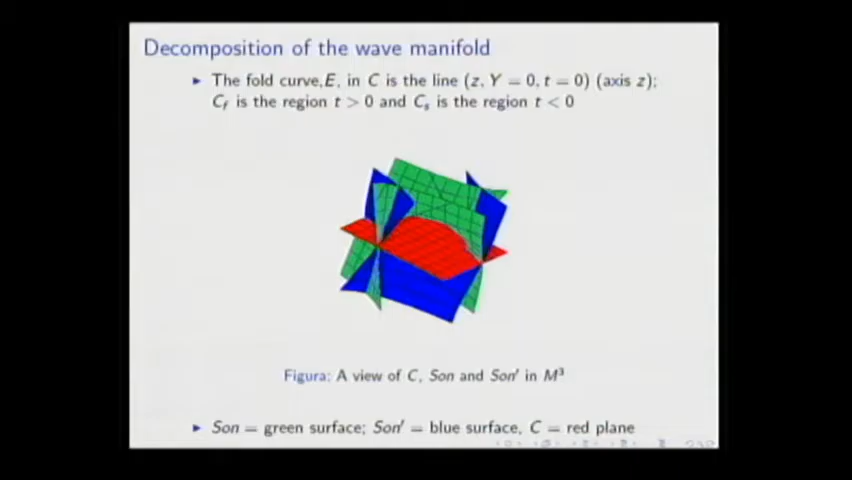 Decomposition of the wave manifold
The fold curve,E, in C is the line (z, Y = 0, t = 0) (axis z);
C_f is the region t > 0 and C_s is the region t < 0
Figura: A view of C, Son and Son′ in M³
Son = green surface; Son′ = blue surface, C = red plane